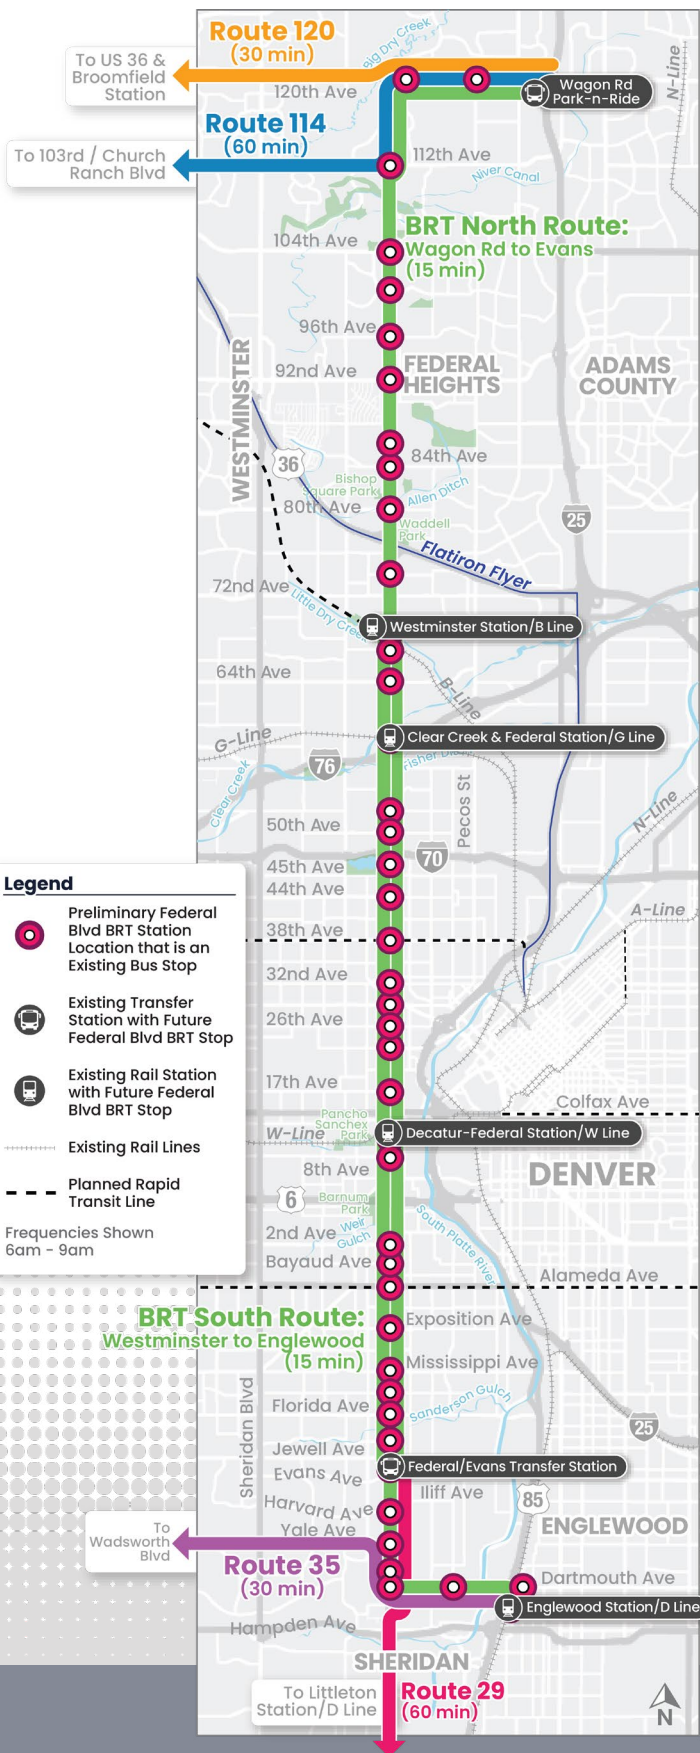 Route 120
(30 min)
To US 36 &
Broomfield
Station
Big Dry Creek
120th Ave
N-Line
Wagon Rd
Park-n-Ride
Route 114
(60 min)
To 103rd / Church
Ranch Blvd
112th Ave
Niver Canal
BRT North Route:
Wagon Rd to Evans
(15 min)
104th Ave
96th Ave
92nd Ave
WESTMINSTER
FEDERAL
HEIGHTS
ADAMS
COUNTY
84th Ave
36
Bishop
Square Park
Allen Ditch
80th Ave
Waddell
Park
25
Flatiron Flyer
72nd Ave
Little Dry Creek
Westminster Station/B Line
64th Ave
B-Line
G-Line
Clear Creek & Federal Station/G Line
76
Clear Creek
Pecos St
N-Line
50th Ave
70
45th Ave
44th Ave
A-Line
38th Ave
32nd Ave
26th Ave
17th Ave
Colfax Ave
Pancho
Sanchez
Park
W-Line
Decatur-Federal Station/W Line
8th Ave
DENVER
6
Barnum
Park
2nd Ave
Weir
Gulch
South Platte River
Bayaud Ave
Alameda Ave
Legend
Preliminary Federal
Blvd BRT Station
Location that is an
Existing Bus Stop
Existing Transfer
Station with Future
Federal Blvd BRT Stop
Existing Rail Station
with Future Federal
Blvd BRT Stop
Existing Rail Lines
Planned Rapid
Transit Line
Frequencies Shown
6am - 9am
BRT South Route:
Westminster to Englewood
(15 min)
Exposition Ave
Mississippi Ave
Sheridan Blvd
Florida Ave
Sanderson Gulch
25
Jewell Ave
Evans Ave
Federal/Evans Transfer Station
Iliff Ave
85
Harvard Ave
Yale Ave
ENGLEWOOD
To
Wadsworth
Blvd
Route 35
(30 min)
Dartmouth Ave
Englewood Station/D Line
Hampden Ave
SHERIDAN
To Littleton
Station/D Line
Route 29
(60 min)
N